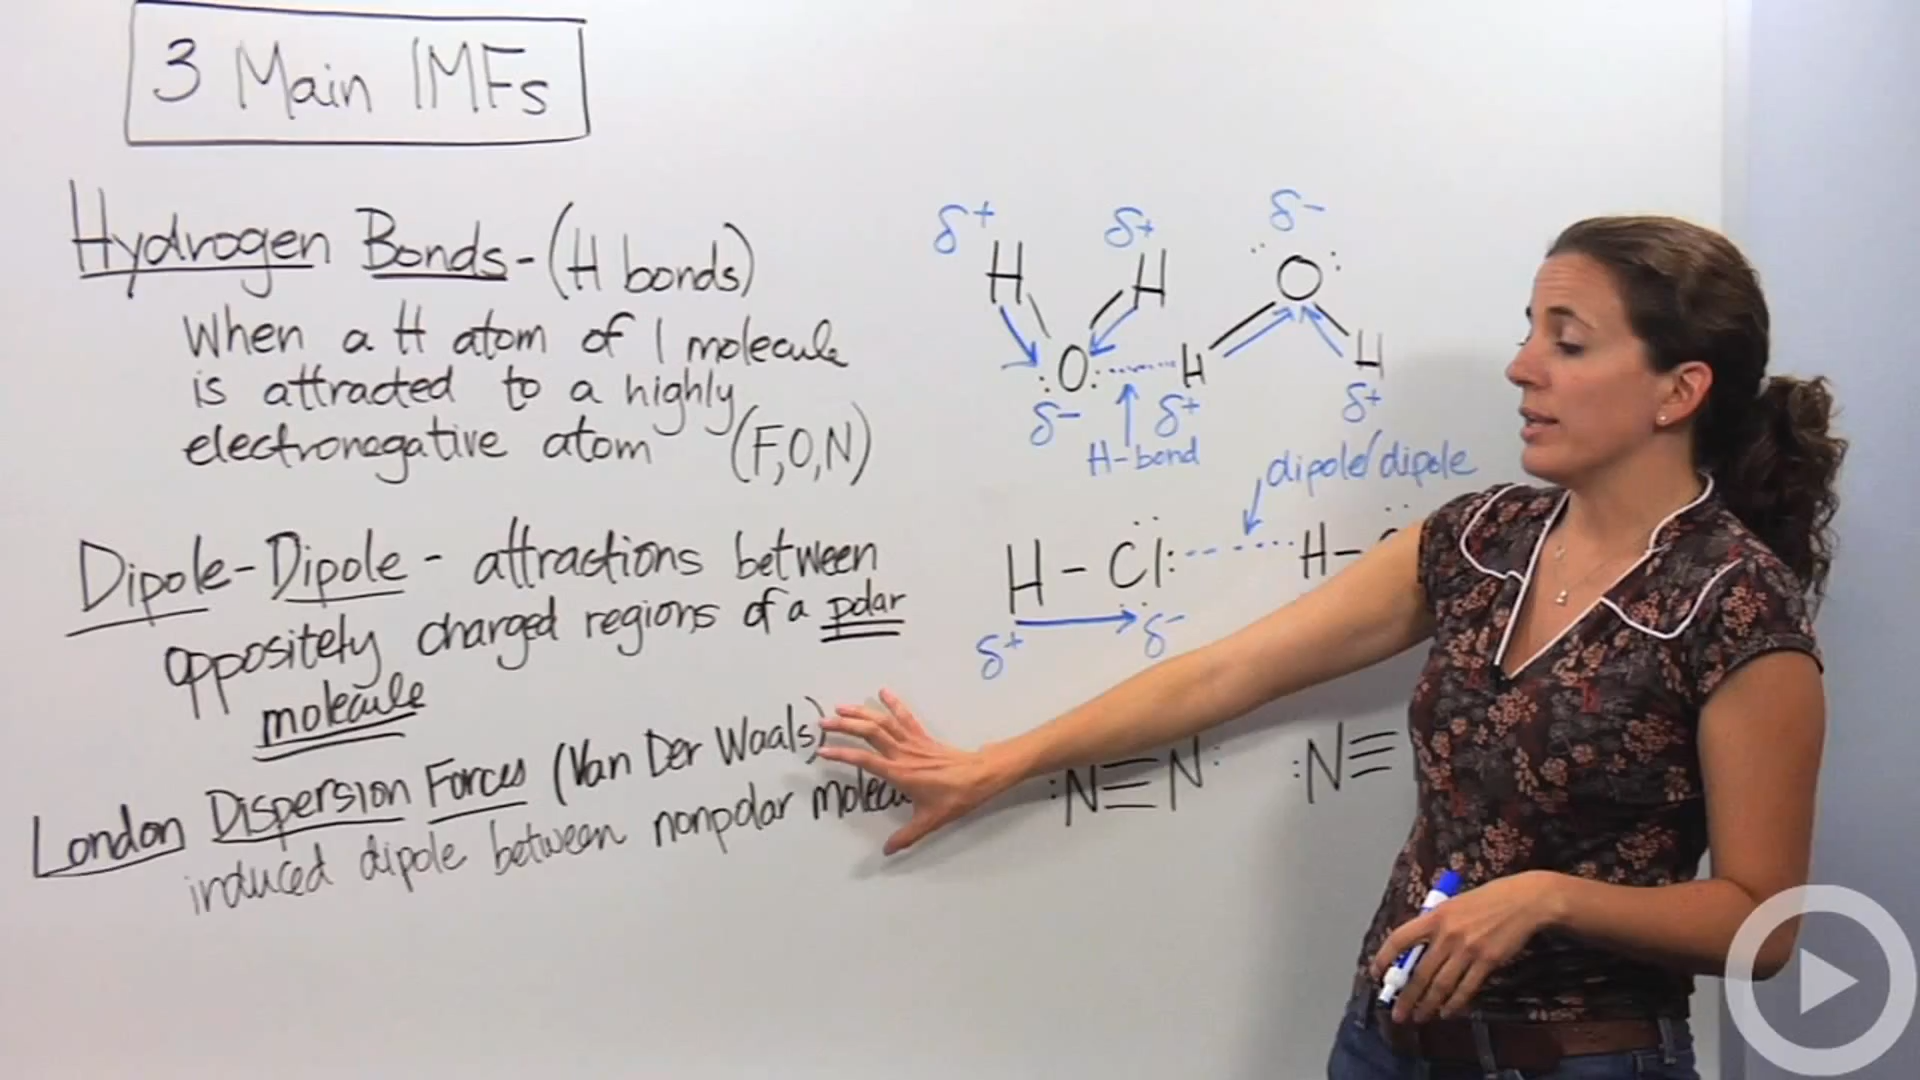 3 Main IMFs
Hydrogen Bonds - (H bonds)
When a H atom of 1 molecule
is attracted to a highly
electronegative atom (F,O,N)
Dipole-Dipole - attractions between
oppositely charged regions of a polar
molecule
London Dispersion Forces (Van Der Waals)
induced dipole between nonpolar molecu
δ+ δ+ δ-
H H :O:
:O: H H
δ- δ+ δ+
H-bond
dipole/dipole
H - Cl: H -
δ+ δ-
:N≡N: :N≡